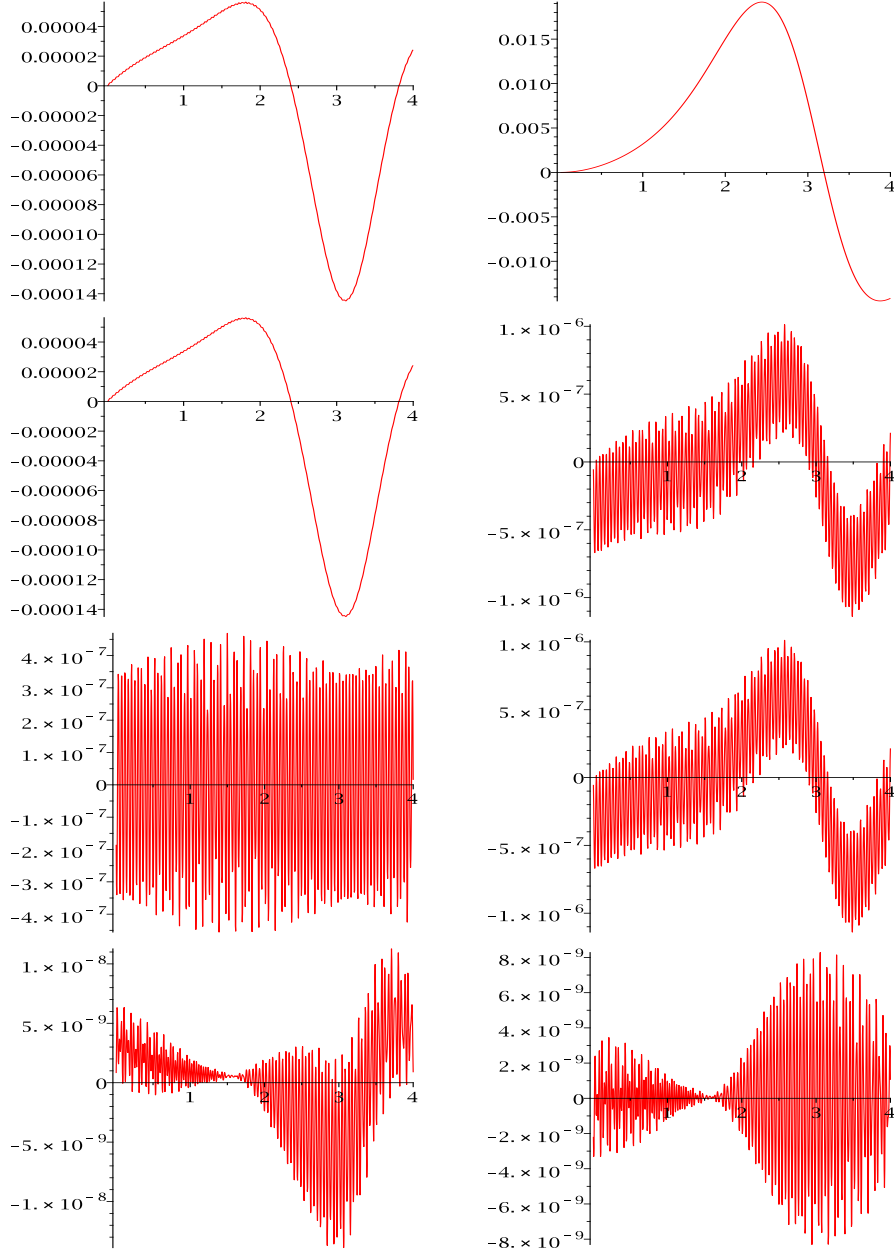 0.00004
0.00002
0
1 2 3 4
-0.00002
-0.00004
-0.00006
-0.00008
-0.00010
-0.00012
-0.00014
0.015
0.010
0.005
0
1 2 3 4
-0.005
-0.010
0.00004
0.00002
0
1 2 3 4
-0.00002
-0.00004
-0.00006
-0.00008
-0.00010
-0.00012
-0.00014
1. × 10^-6
5. × 10^-7
0
1 2 3 4
-5. × 10^-7
-1. × 10^-6
4. × 10^-7
3. × 10^-7
2. × 10^-7
1. × 10^-7
0
1 2 3 4
-1. × 10^-7
-2. × 10^-7
-3. × 10^-7
-4. × 10^-7
1. × 10^-6
5. × 10^-7
0
1 2 3 4
-5. × 10^-7
-1. × 10^-6
1. × 10^-8
5. × 10^-9
0
1 2 3 4
-5. × 10^-9
-1. × 10^-8
8. × 10^-9
6. × 10^-9
4. × 10^-9
2. × 10^-9
0
1 2 3 4
-2. × 10^-9
-4. × 10^-9
-6. × 10^-9
-8. × 10^-9